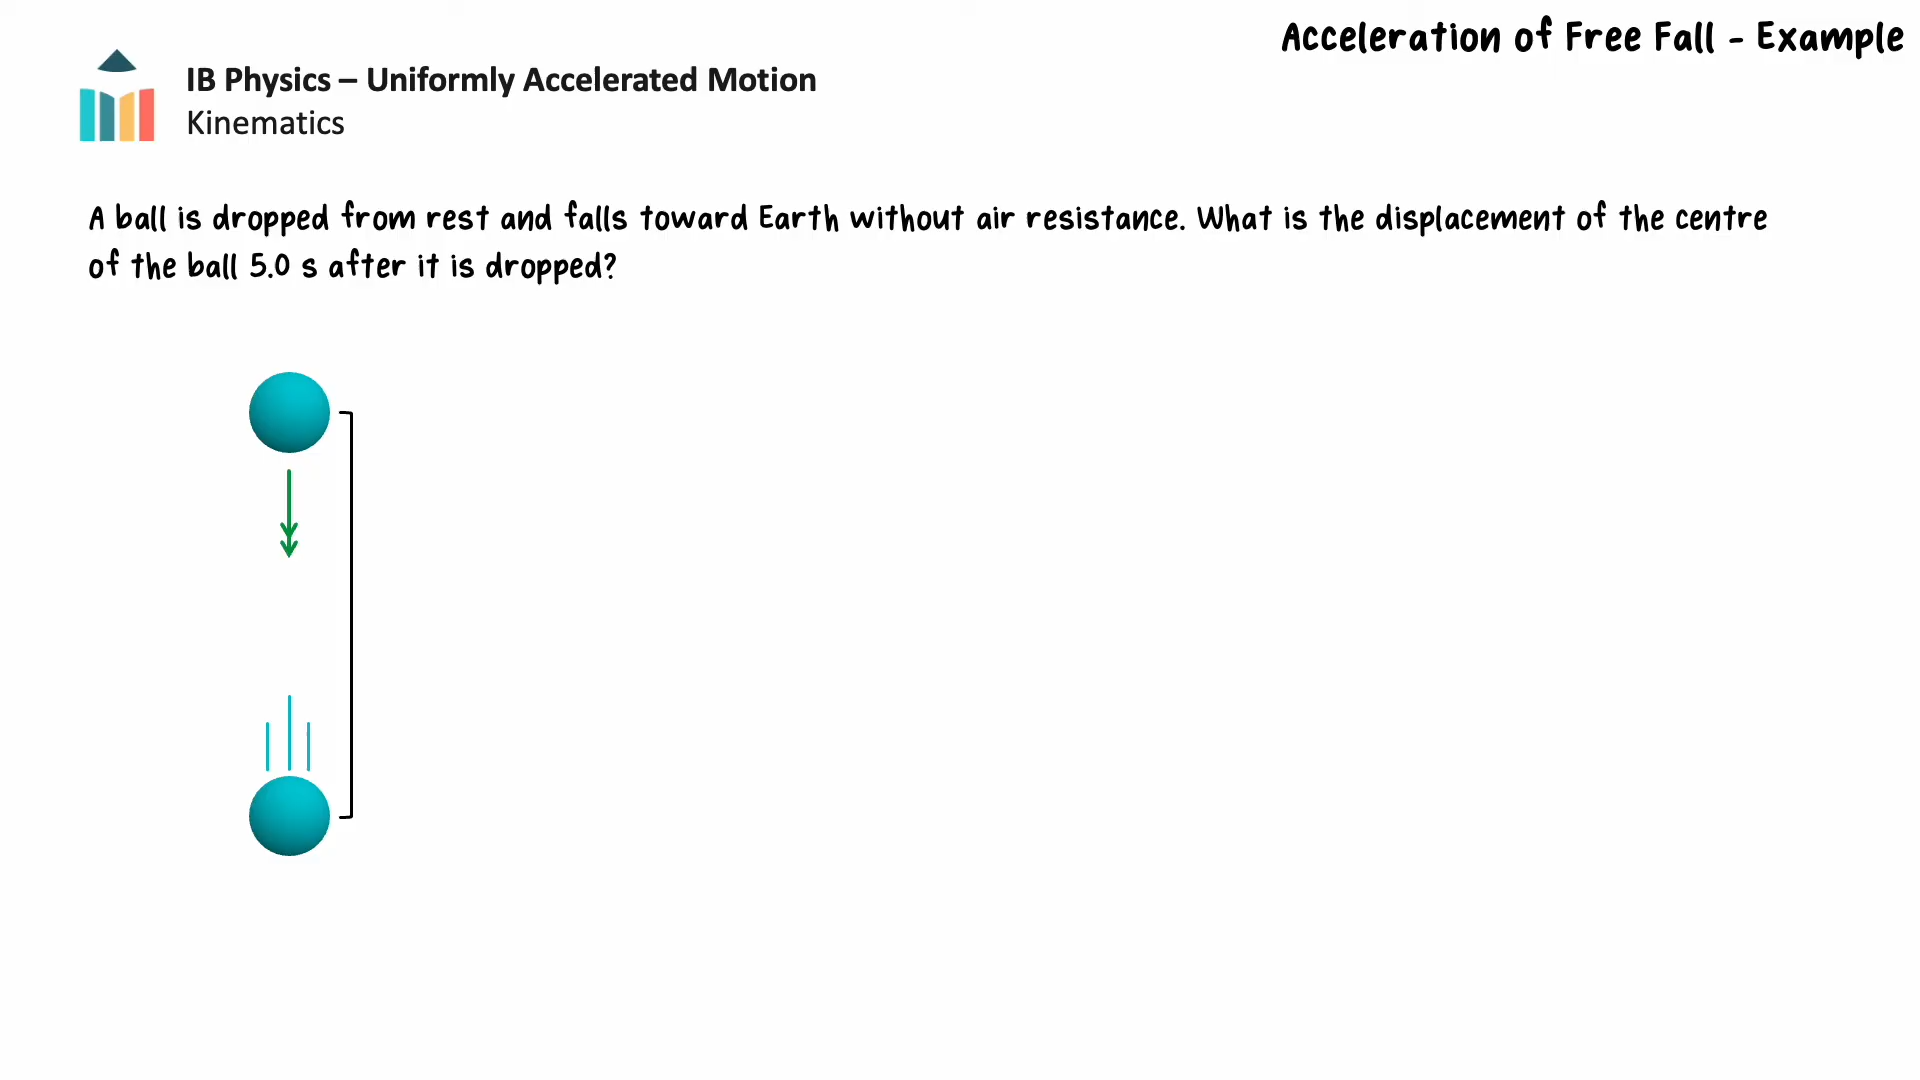 Acceleration of Free Fall - Example
IB Physics – Uniformly Accelerated Motion
Kinematics
A ball is dropped from rest and falls toward Earth without air resistance. What is the displacement of the centre
of the ball 5.0 s after it is dropped?